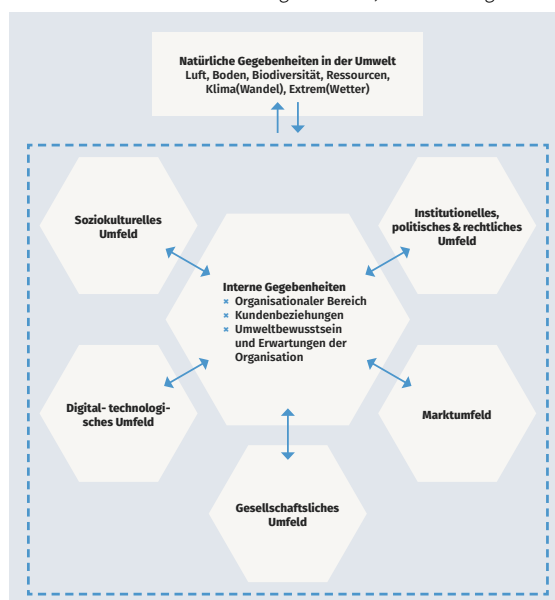 Natürliche Gegebenheiten in der Umwelt
Luft, Boden, Biodiversität, Ressourcen,
Klima(Wandel), Extrem(Wetter)
Soziokulturelles
Umfeld
Institutionelles,
politisches & rechtliches
Umfeld
Interne Gegebenheiten
× Organisationaler Bereich
× Kundenbeziehungen
× Umweltbewusstsein
und Erwartungen der
Organisation
Digital- technologi-
sches Umfeld
Marktumfeld
Gesellschaftliches
Umfeld